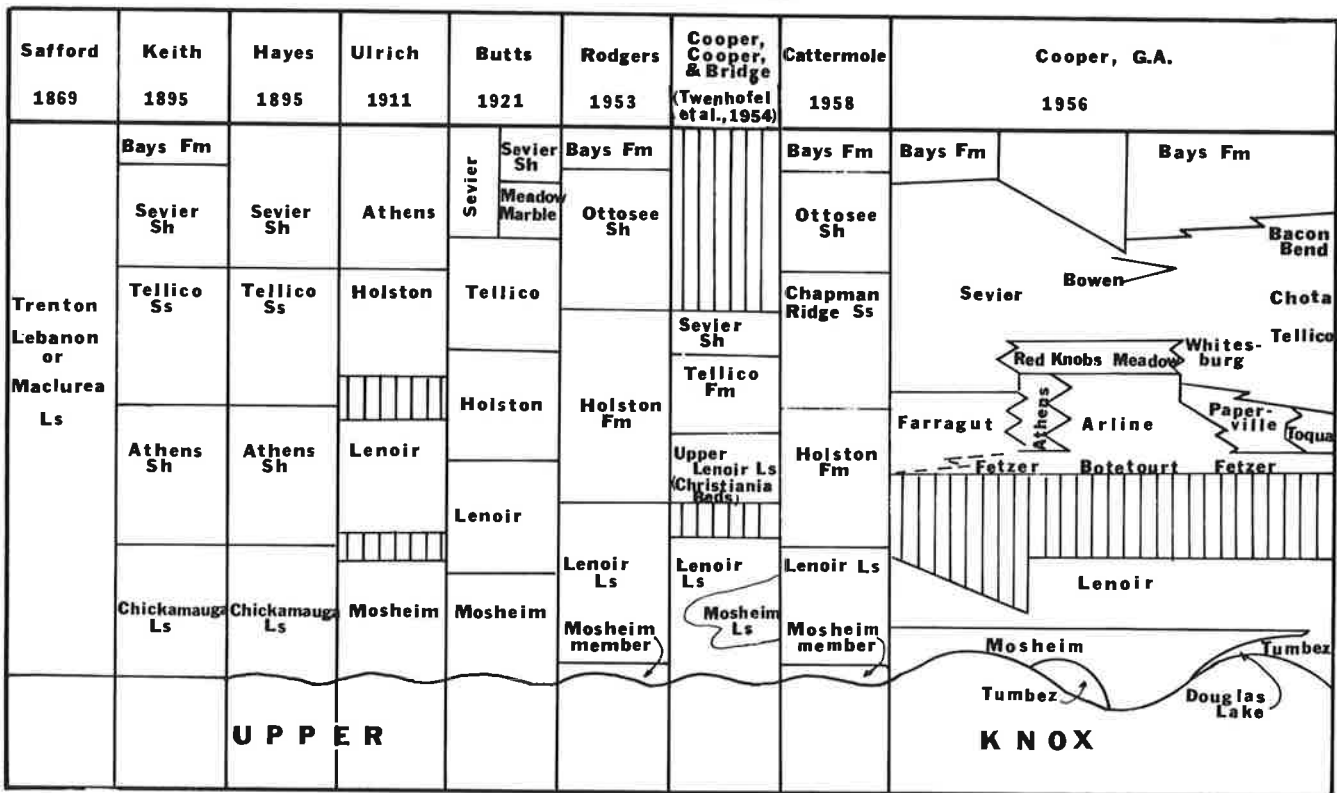 Safford
1869
Keith
1895
Hayes
1895
Ulrich
1911
Butts
1921
Rodgers
1953
Cooper,
Cooper,
& Bridge
(Twenhofel
et al., 1954)
Cattermole
1958
Cooper, G.A.
1956
Trenton
Lebanon
or
Maclurea
Ls
Bays Fm
Sevier
Sh
Tellico
Ss
Athens
Sh
Chickamauga
Ls
Sevier
Sh
Tellico
Ss
Athens
Sh
Chickamauga
Ls
Athens
Holston
Lenoir
Mosheim
Sevier
Sevier
Sh
Meadow
Marble
Tellico
Holston
Lenoir
Mosheim
Bays Fm
Ottosee
Sh
Holston
Fm
Lenoir
Ls
Mosheim
member
Sevier
Sh
Tellico
Fm
Upper
Lenoir Ls
(Christiania
Beds)
Lenoir
Ls
Mosheim
Ls
Bays Fm
Ottosee
Sh
Chapman
Ridge Ss
Holston
Fm
Lenoir Ls
Mosheim
member
Bays Fm
Bays Fm
Bacon
Bend
Bowen
Sevier
Chota
Tellico
Whites-
burg
Red Knobs Meadow
Farragut
Athens
Arline
Paper-
ville
Toqua
Fetzer Botetourt Fetzer
Lenoir
Mosheim
Tumbez
Tumbez
Douglas
Lake
UPPER KNOX